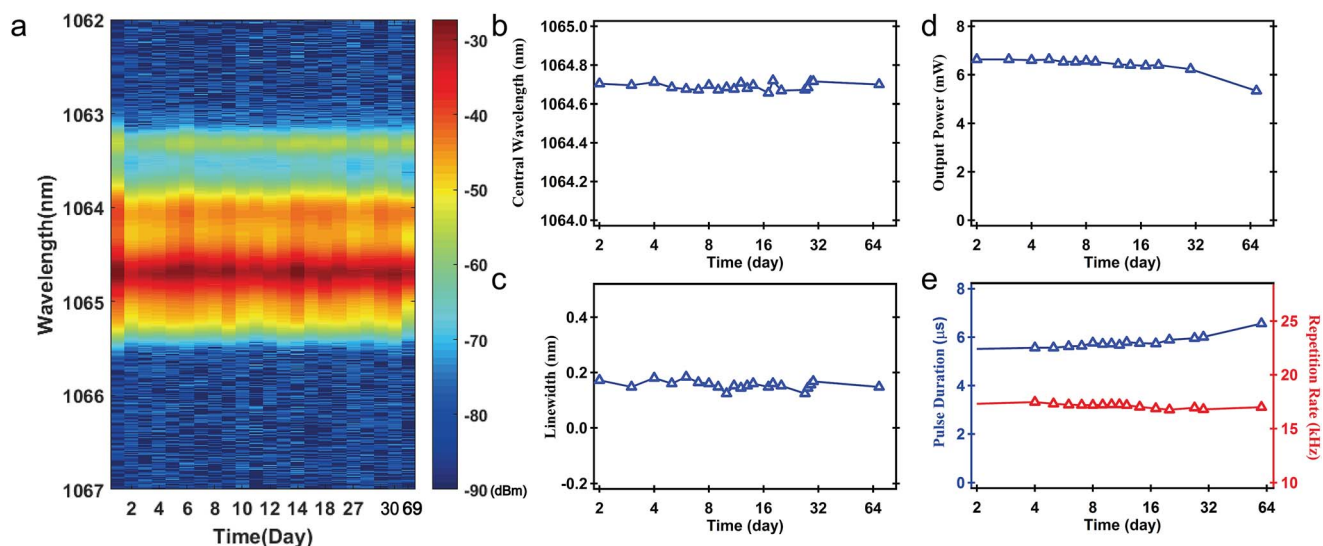 a
1062
1063
1064
1065
1066
1067
Wavelength(nm)
2 4 6 8 10 12 14 18 27 30 69
Time(Day)
-30
-40
-50
-60
-70
-80
-90 (dBm)
b
1065.0
1064.8
1064.6
1064.4
1064.2
1064.0
Central Wavelength (nm)
2 4 8 16 32 64
Time (day)
c
0.4
0.2
0.0
-0.2
Linewidth (nm)
2 4 8 16 32 64
Time (day)
d
8
6
4
2
0
Output Power (mW)
2 4 8 16 32 64
Time (day)
e
8
6
4
2
0
Pulse Duration (μs)
25
20
15
10
Repetition Rate (kHz)
2 4 8 16 32 64
Time (day)